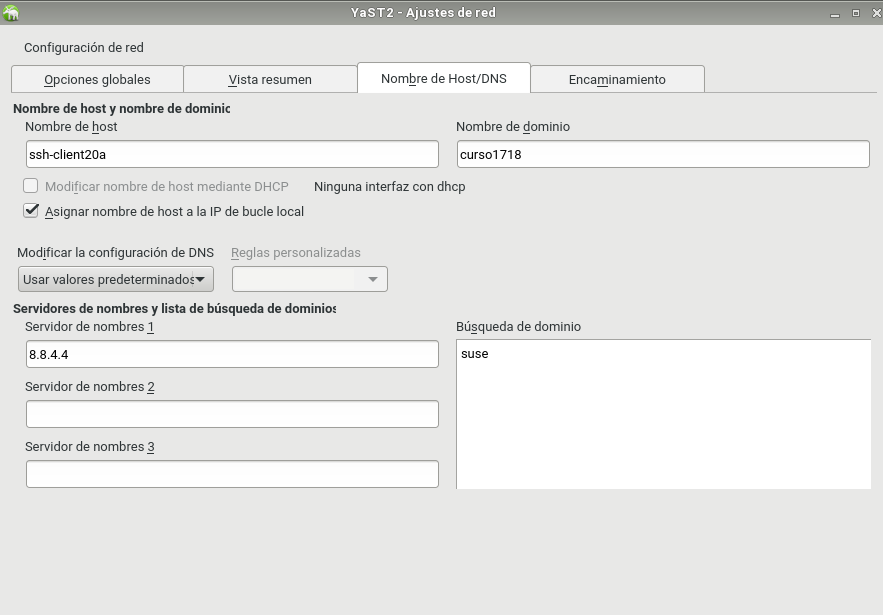 YaST2 - Ajustes de red
Configuración de red
Opciones globales
Vista resumen
Nombre de Host/DNS
Encaminamiento
Nombre de host y nombre de dominio
Nombre de host
Nombre de dominio
ssh-client20a
curso1718
Modificar nombre de host mediante DHCP
Ninguna interfaz con dhcp
Asignar nombre de host a la IP de bucle local
Modificar la configuración de DNS
Reglas personalizadas
Usar valores predeterminados
Servidores de nombres y lista de búsqueda de dominios
Servidor de nombres 1
Búsqueda de dominio
8.8.4.4
suse
Servidor de nombres 2
Servidor de nombres 3